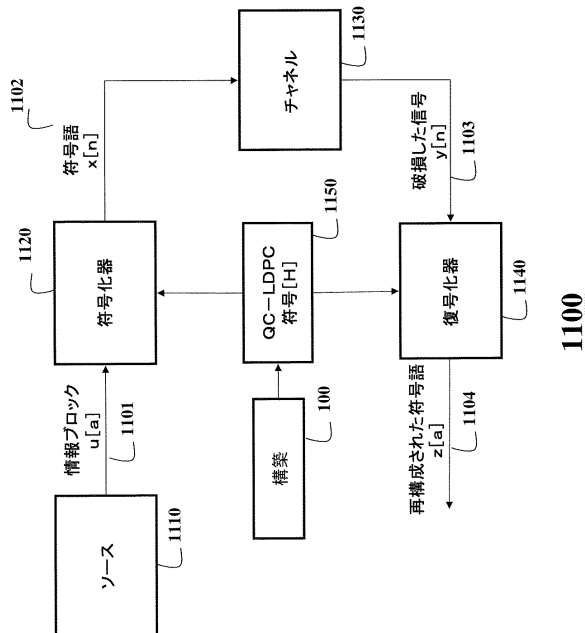 ソース
1110
情報ブロック
u[a]
1101
符号化器
1120
符号語
x[n]
1102
チャネル
1130
構築
100
QC−LDPC
符号[H]
1150
破損した信号
y[n]
1103
復号化器
1140
再構成された符号語
z[a]
1104
1100